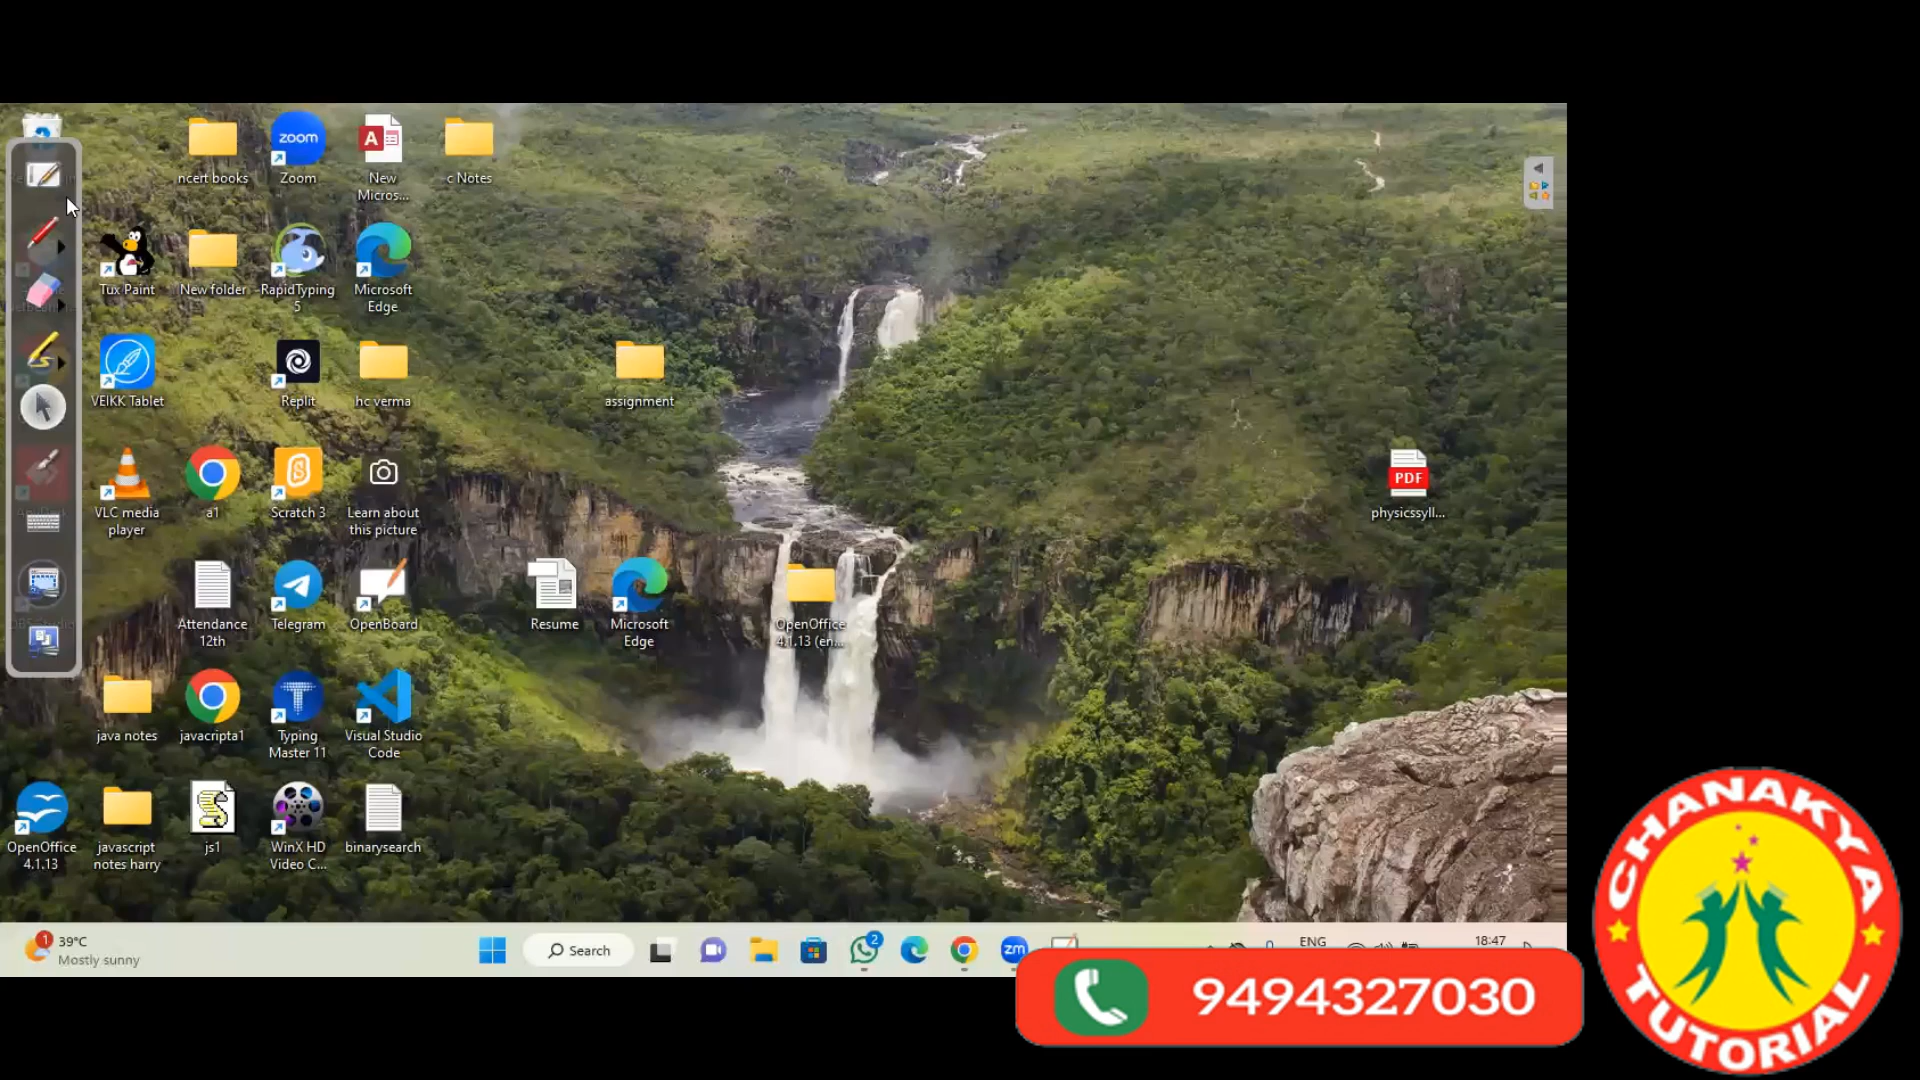 ncert books
zoom
Zoom
A
New
Micros...
c Notes
Tux Paint
New folder
RapidTyping
5
Microsoft
Edge
VEIKK Tablet
Replit
hc verma
assignment
VLC media
player
a1
Scratch 3
Learn about
this picture
PDF
physicssyll...
Attendance
12th
Telegram
OpenBoard
Resume
Microsoft
Edge
OpenOffice
4.1.13 (en...
java notes
javacripta1
T
Typing
Master 11
Visual Studio
Code
OpenOffice
4.1.13
javascript
notes harry
js1
WinX HD
Video C...
binarysearch
1
39°C
Mostly sunny
Search
2
zm
ENG
18:47
9494327030
CHANAKYA
TUTORIAL